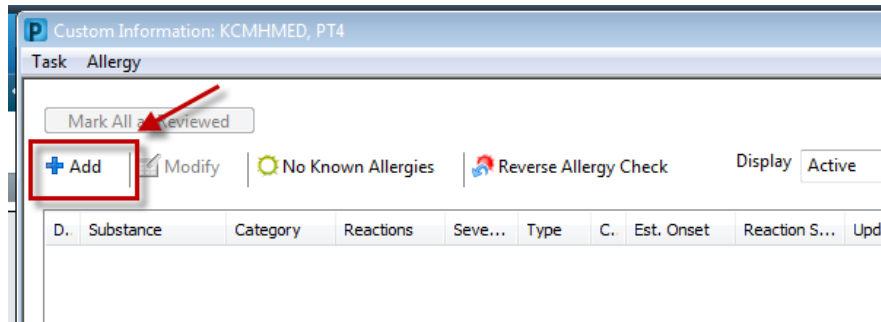 P Custom Information: KCMHMED, PT4
Task Allergy
Mark All as Reviewed
Add Modify No Known Allergies Reverse Allergy Check Display Active
D.. Substance Category Reactions Seve... Type C.. Est. Onset Reaction S... Upd